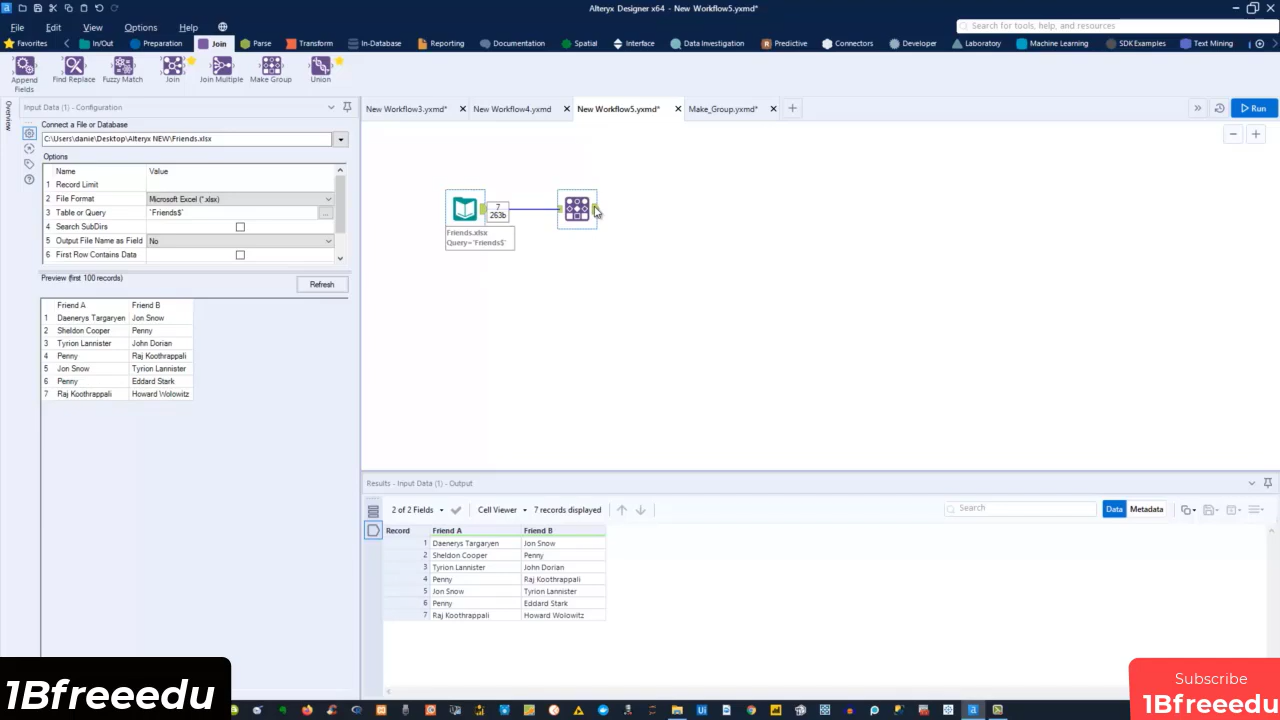 Alteryx Designer x64 - New Workflow5.yxmd*
File Edit View Options Help
Search for tools, help, and resources
Favorites In/Out Preparation Join Parse Transform In-Database Reporting Documentation Spatial Interface Data Investigation Predictive Connectors Developer Laboratory Machine Learning SDK Examples Text Mining
Append Fields Find Replace Fuzzy Match Join Join Multiple Make Group Union
Overview
Input Data (1) - Configuration
New Workflow3.yxmd* New Workflow4.yxmd New Workflow5.yxmd* Make_Group.yxmd* Run
Connect a File or Database
C:\Users\danie\Desktop\Alteryx NEW\Friends.xlsx
Options
Name Value
1 Record Limit
2 File Format Microsoft Excel (*.xlsx)
3 Table or Query `Friends$` ...
4 Search SubDirs
5 Output File Name as Field No
6 First Row Contains Data
Preview (first 100 records)
Refresh
Friend A Friend B
1 Daenerys Targaryen Jon Snow
2 Sheldon Cooper Penny
3 Tyrion Lannister John Dorian
4 Penny Raj Koothrappali
5 Jon Snow Tyrion Lannister
6 Penny Eddard Stark
7 Raj Koothrappali Howard Wolowitz
7
263b
Friends.xlsx
Query=`Friends$`
Results - Input Data (1) - Output
2 of 2 Fields Cell Viewer 7 records displayed Search Data Metadata
Record Friend A Friend B
1 Daenerys Targaryen Jon Snow
2 Sheldon Cooper Penny
3 Tyrion Lannister John Dorian
4 Penny Raj Koothrappali
5 Jon Snow Tyrion Lannister
6 Penny Eddard Stark
7 Raj Koothrappali Howard Wolowitz
1Bfreeedu
Subscribe
1Bfreeedu